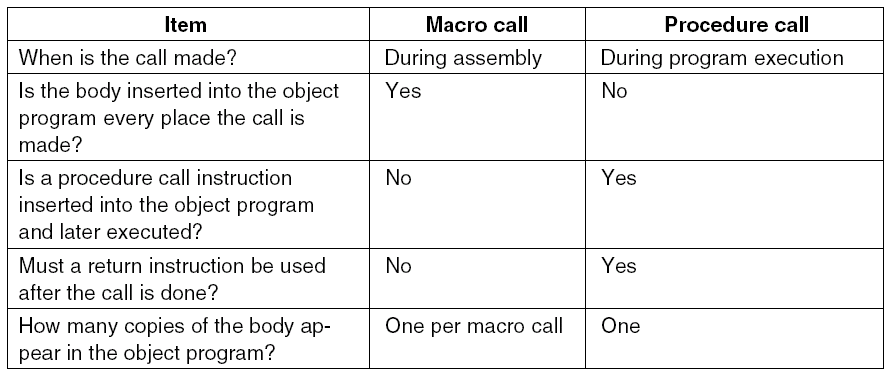 Item Macro call Procedure call
When is the call made? During assembly During program execution
Is the body inserted into the object Yes No
program every place the call is
made?
Is a procedure call instruction No Yes
inserted into the object program
and later executed?
Must a return instruction be used No Yes
after the call is done?
How many copies of the body ap- One per macro call One
pear in the object program?